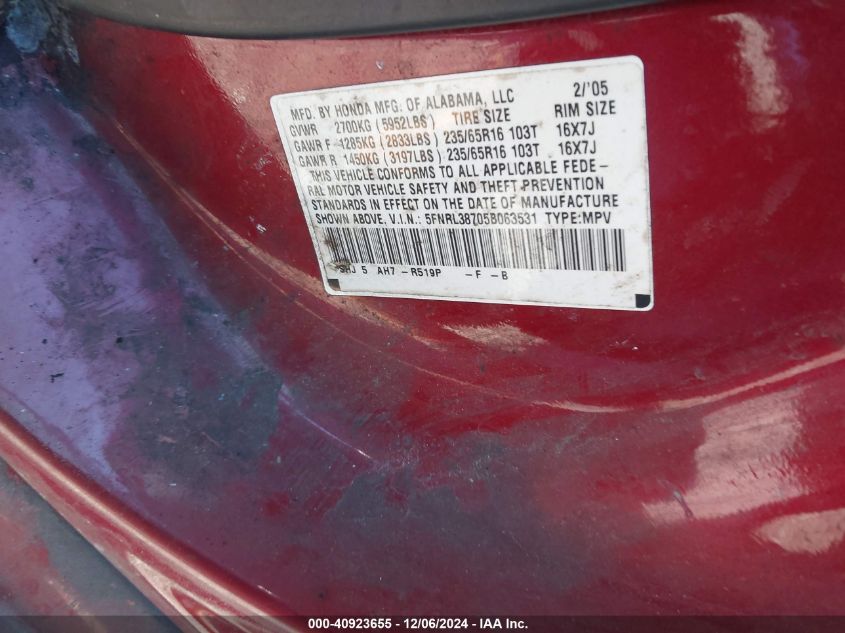 MFD. BY HONDA MFG. OF ALABAMA, LLC 2/'05
GVWR 2700KG (5952LBS) TIRE SIZE RIM SIZE
GAWR F 1285KG (2833LBS) 235/65R16 103T 16X7J
GAWR R 1450KG (3197LBS) 235/65R16 103T 16X7J
THIS VEHICLE CONFORMS TO ALL APPLICABLE FEDE-
RAL MOTOR VEHICLE SAFETY AND THEFT PREVENTION
STANDARDS IN EFFECT ON THE DATE OF MANUFACTURE
SHOWN ABOVE. V.I.N.: 5FNRL38705B063531 TYPE:MPV
SHJ 5 AH7 -R519P -F -B
000-40923655 - 12/06/2024 - IAA Inc.